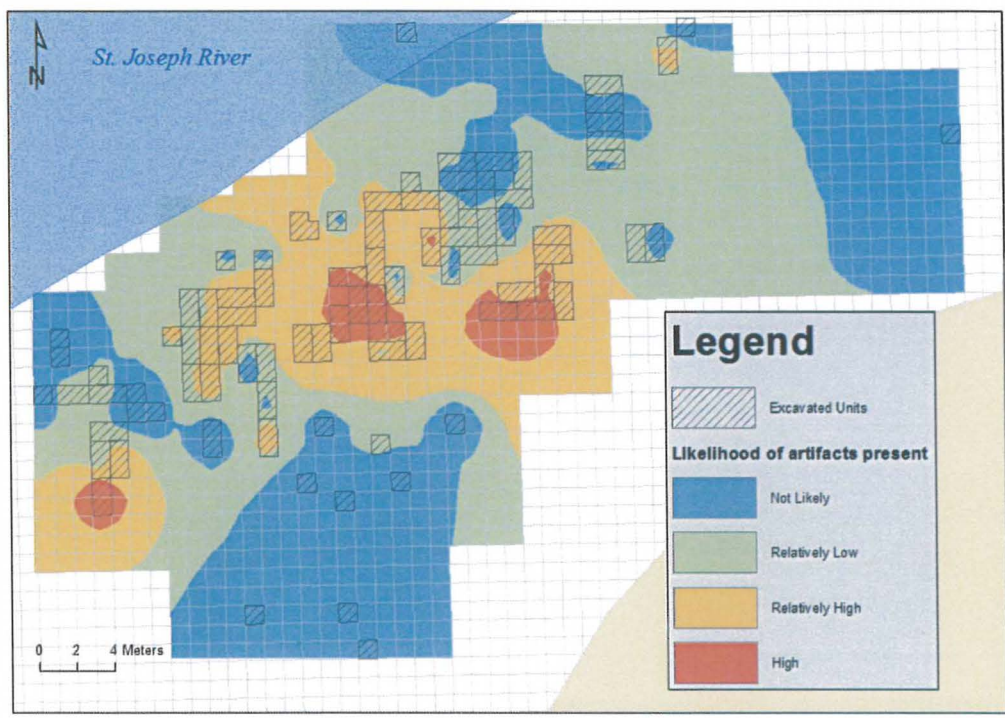 N
St. Joseph River
Legend
Excavated Units
Likelihood of artifacts present
Not Likely
Relatively Low
Relatively High
High
0 2 4 Meters